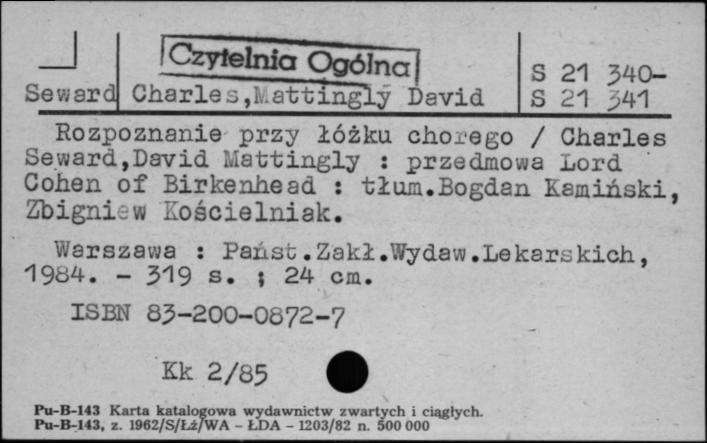 Czytelnia Ogólna
S 21 340-
Seward Charles, Mattingly David S 21 341
Rozpoznanie przy łóżku chorego / Charles
Seward,David Mattingly : przedmowa Lord
Cohen of Birkenhead : tłum.Bogdan Kamiński,
Zbigniew Kościelniak.
Warszawa : Państ.Zakł.Wydaw.Lekarskich,
1984. - 319 s. ; 24 cm.
ISBN 83-200-0872-7
Kk 2/85
Pu-B-143 Karta katalogowa wydawnictw zwartych i ciągłych.
Pu-B-143, z. 1962/S/Łż/WA - ŁDA - 1203/82 n. 500 000